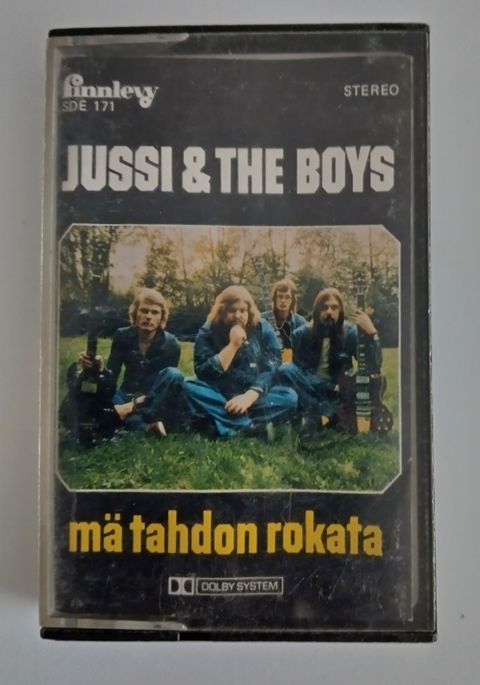 finnlevy
STEREO
SDE 171
JUSSI & THE BOYS
mä tahdon rokata
DOLBY SYSTEM